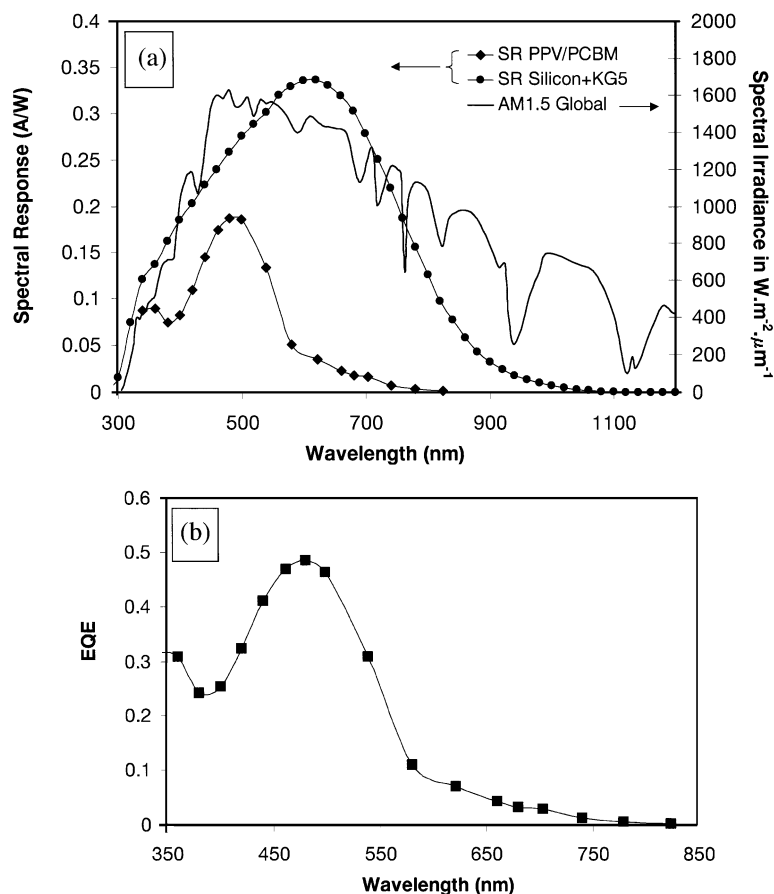 (a)
SR PPV/PCBM
SR Silicon+KG5
AM1.5 Global
Spectral Response (A/W)
0.4
0.35
0.3
0.25
0.2
0.15
0.1
0.05
0
2000
1800
1600
1400
1200
1000
800
600
400
200
0
Spectral Irradiance in W.m-2.µm-1
300 500 700 900 1100
Wavelength (nm)
(b)
EQE
0.6
0.5
0.4
0.3
0.2
0.1
0
350 450 550 650 750 850
Wavelength (nm)